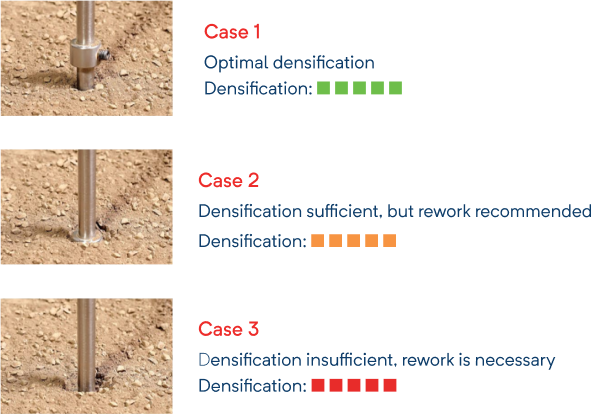 Case 1
Optimal densification
Densification:
Case 2
Densification sufficient, but rework recommended
Densification:
Case 3
Densification insufficient, rework is necessary
Densification: